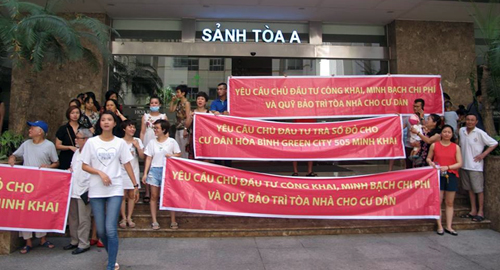 SẢNH TÒA A
YÊU CẦU CHỦ ĐẦU TƯ CÔNG KHAI, MINH BẠCH CHI PHÍ
VÀ QUỸ BẢO TRÌ TÒA NHÀ CHO CƯ DÂN
YÊU CẦU CHỦ ĐẦU TƯ TRẢ SỔ ĐỎ CHO
CƯ DÂN HÒA BÌNH GREEN CITY 505 MINH KHAI
YÊU CẦU CHỦ ĐẦU TƯ CÔNG KHAI, MINH BẠCH CHI PHÍ
VÀ QUỸ BẢO TRÌ TÒA NHÀ CHO CƯ DÂN
ĐỎ CHO
MINH KHAI